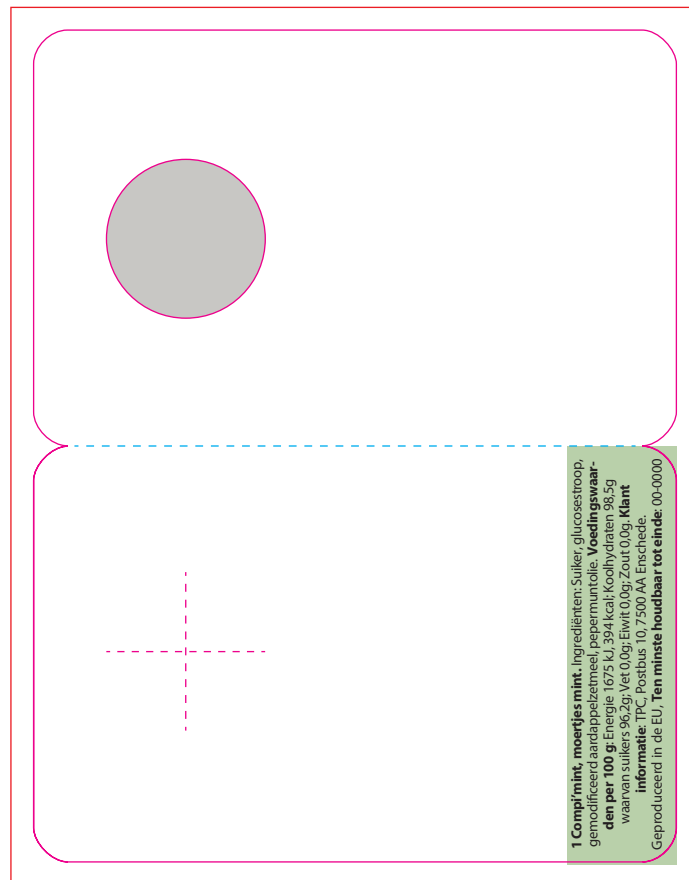 1 Compi’mint, moertjes mint. Ingrediënten: Suiker, glucosestroop,
gemodificeerd aardappelzetmeel, pepermuntolie. Voedingswaar-
den per 100 g: Energie 1675 kJ, 394 kcal; Koolhydraten 98,5g
waarvan suikers 96,2g; Vet 0,0g; Eiwit 0,0g; Zout 0,0g. Klant
informatie: TPC, Postbus 10, 7500 AA Enschede.
Geproduceerd in de EU, Ten minste houdbaar tot einde: 00-0000